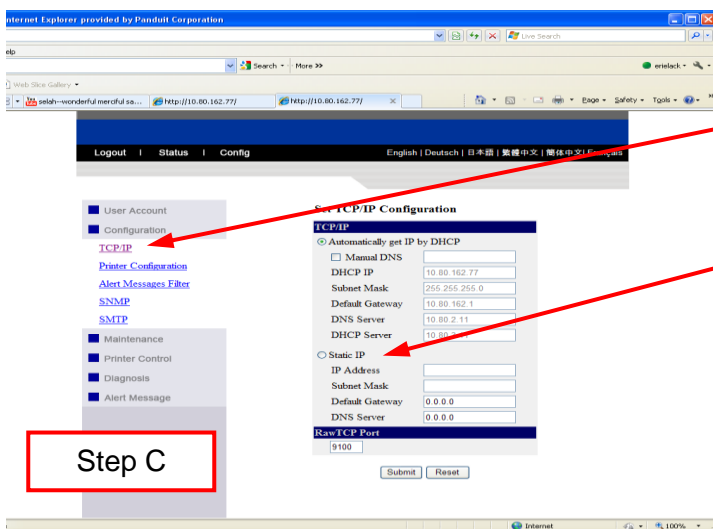 nternet Explorer provided by Panduit Corporation
Live Search
elp
Search More >>
erielack
Web Slice Gallery
selah--wonderful merciful sa... http://10.80.162.77/ http://10.80.162.77/ Page Safety Tools
Logout | Status | Config
English | Deutsch | 日本語 | 繁體中文 | 簡体中文| Français
User Account
Configuration
TCP/IP
Printer Configuration
Alert Messages Filter
SNMP
SMTP
Maintenance
Printer Control
Diagnosis
Alert Message
Set TCP/IP Configuration
TCP/IP
Automatically get IP by DHCP
Manual DNS
DHCP IP 10.80.162.77
Subnet Mask 255.255.255.0
Default Gateway 10.80.162.1
DNS Server 10.80.2.11
DHCP Server
Static IP
IP Address
Subnet Mask
Default Gateway 0.0.0.0
DNS Server 0.0.0.0
RawTCP Port
9100
Submit Reset
Step C
Internet 100%